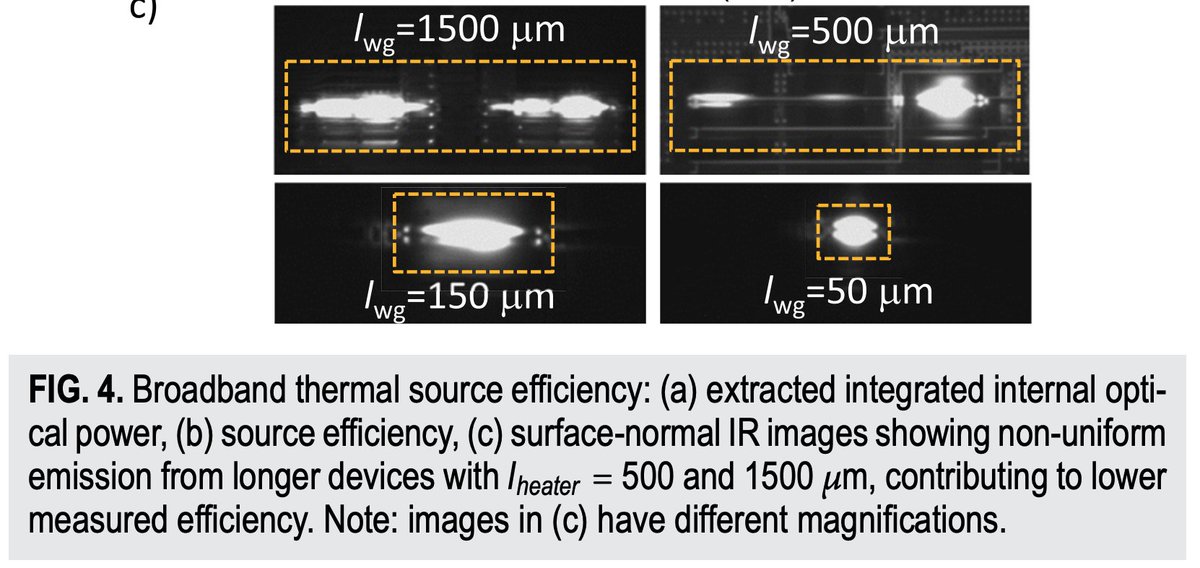 c)
lwg=1500 µm
lwg=500 µm
lwg=150 µm
lwg=50 µm
FIG. 4. Broadband thermal source efficiency: (a) extracted integrated internal opti-
cal power, (b) source efficiency, (c) surface-normal IR images showing non-uniform
emission from longer devices with lheater = 500 and 1500 µm, contributing to lower
measured efficiency. Note: images in (c) have different magnifications.